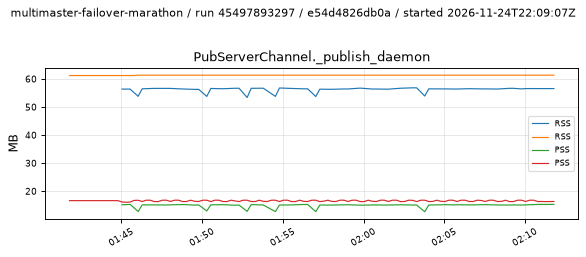 multimaster-failover-marathon / run 45497893297 / e54d4826db0a / started 2026-11-24T22:09:07Z
PubServerChannel._publish_daemon
MB
60
50
40
30
20
RSS
RSS
PSS
PSS
01:45
01:50
01:55
02:00
02:05
02:10